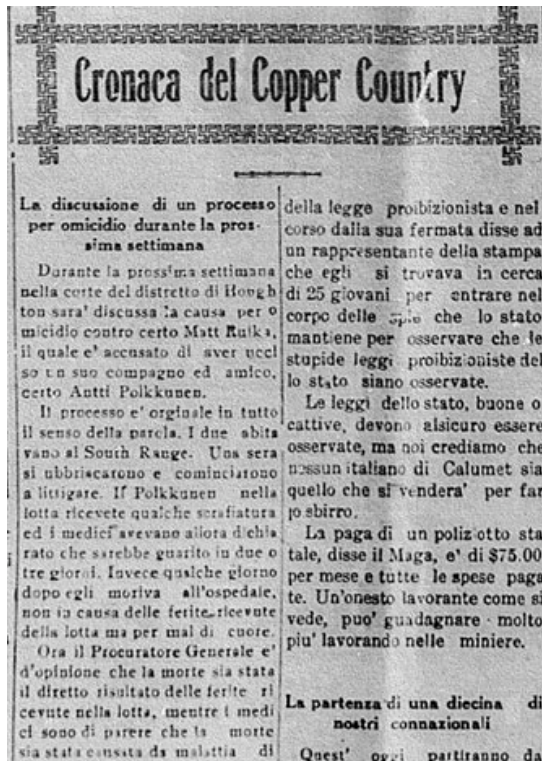 Cronaca del Copper Country
La discussione di un processo
per omicidio durante la pros-
sima settimana
Durante la prossima settimana
nella corte del distretto di Hough
ton sara' discussa la causa per o
micidio contro certo Matt Ruika,
il quale e' accusato di aver ucci
so un suo compagno ed amico,
certo Antti Polkkunen.
Il processo e' orginale in tutto
il senso della parola. I due abita
vano al South Range. Una sera
si ubbriacarono e cominciarono
a litigare. Il Polkkunen nella
lotta ricevete qualche scrafiatura
ed i medici avevano allora d'chia
rato che sarebbe guarito in due o
tre giorni. Invece qualche giorno
dopo egli moriva all'ospedale,
non in causa delle ferite ricevute
della lotta ma per mal di cuore.
Ora il Procuratore Generale e'
d'opinione che la morte sia stata
il diretto risultato delle ferite ri
cevute nella lotta, mentre i medi
ci sono di parere che la morte
sia stata causata da malattia di
della legge proibizionista e nel
corso dalla sua fermata disse ad
un rappresentante della stampa
che egli si trovava in cerca
di 25 giovani per entrare nel
corpo delle spie che lo stato
mantiene per osservare che le
stupide leggi proibizioniste del
lo stato siano osservate.
Le leggi dello stato, buone o
cattive, devono alsicuro essere
osservate, ma noi crediamo che
nessun italiano di Calumet sia
quello che si vendera' per far
lo sbirro.
La paga di un poliz otto sta
tale, disse il Maga, e' di $75.00
per mese e tutte le spese paga
te. Un'onesto lavorante come si
vede, puo' guadagnare molto
piu' lavorando nelle miniere.
La partenza di una diecina di
nostri connazionali
Quest' oggi partiranno da